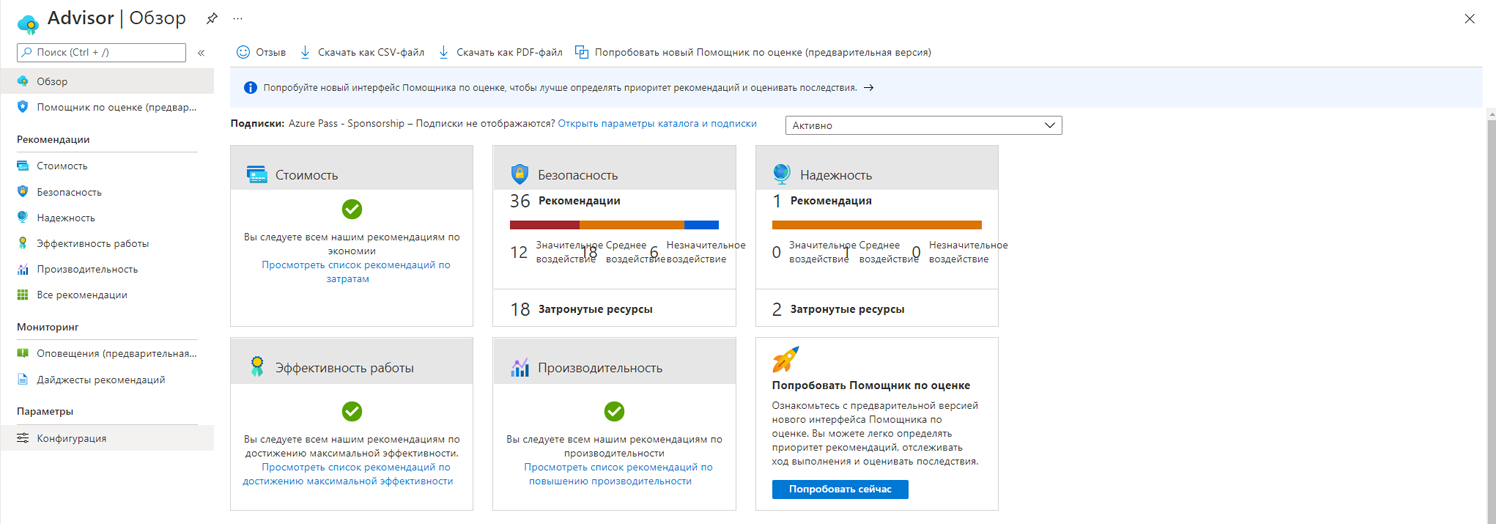 Advisor | Обзор
...
Поиск (Ctrl + /)
«
Обзор
Помощник по оценке (предвар...
Рекомендации
Стоимость
Безопасность
Надежность
Эффективность работы
Производительность
Все рекомендации
Мониторинг
Оповещения (предварительная...
Дайджесты рекомендаций
Параметры
Конфигурация
Отзыв
Скачать как CSV-файл
Скачать как PDF-файл
Попробовать новый Помощник по оценке (предварительная версия)
Попробуйте новый интерфейс Помощника по оценке, чтобы лучше определять приоритет рекомендаций и оценивать последствия. →
Подписки: Azure Pass - Sponsorship – Подписки не отображаются? Открыть параметры каталога и подписки
Активно
Стоимость
Вы следуете всем нашим рекомендациям по
экономии
Просмотреть список рекомендаций по
затратам
Безопасность
36 Рекомендации
12 Значительное воздействие
18 Среднее воздействие
6 Незначительное воздействие
18 Затронутые ресурсы
Надежность
1 Рекомендация
0 Значительное воздействие
1 Среднее воздействие
0 Незначительное воздействие
2 Затронутые ресурсы
Эффективность работы
Вы следуете всем нашим рекомендациям по
достижению максимальной эффективности.
Просмотреть список рекомендаций по
достижению максимальной эффективности
Производительность
Вы следуете всем нашим рекомендациям по
производительности
Просмотреть список рекомендаций по
повышению производительности
Попробовать Помощник по оценке
Ознакомьтесь с предварительной версией
нового интерфейса Помощника по
оценке. Вы можете легко определять
приоритет рекомендаций, отслеживать
ход выполнения и оценивать последствия.
Попробовать сейчас